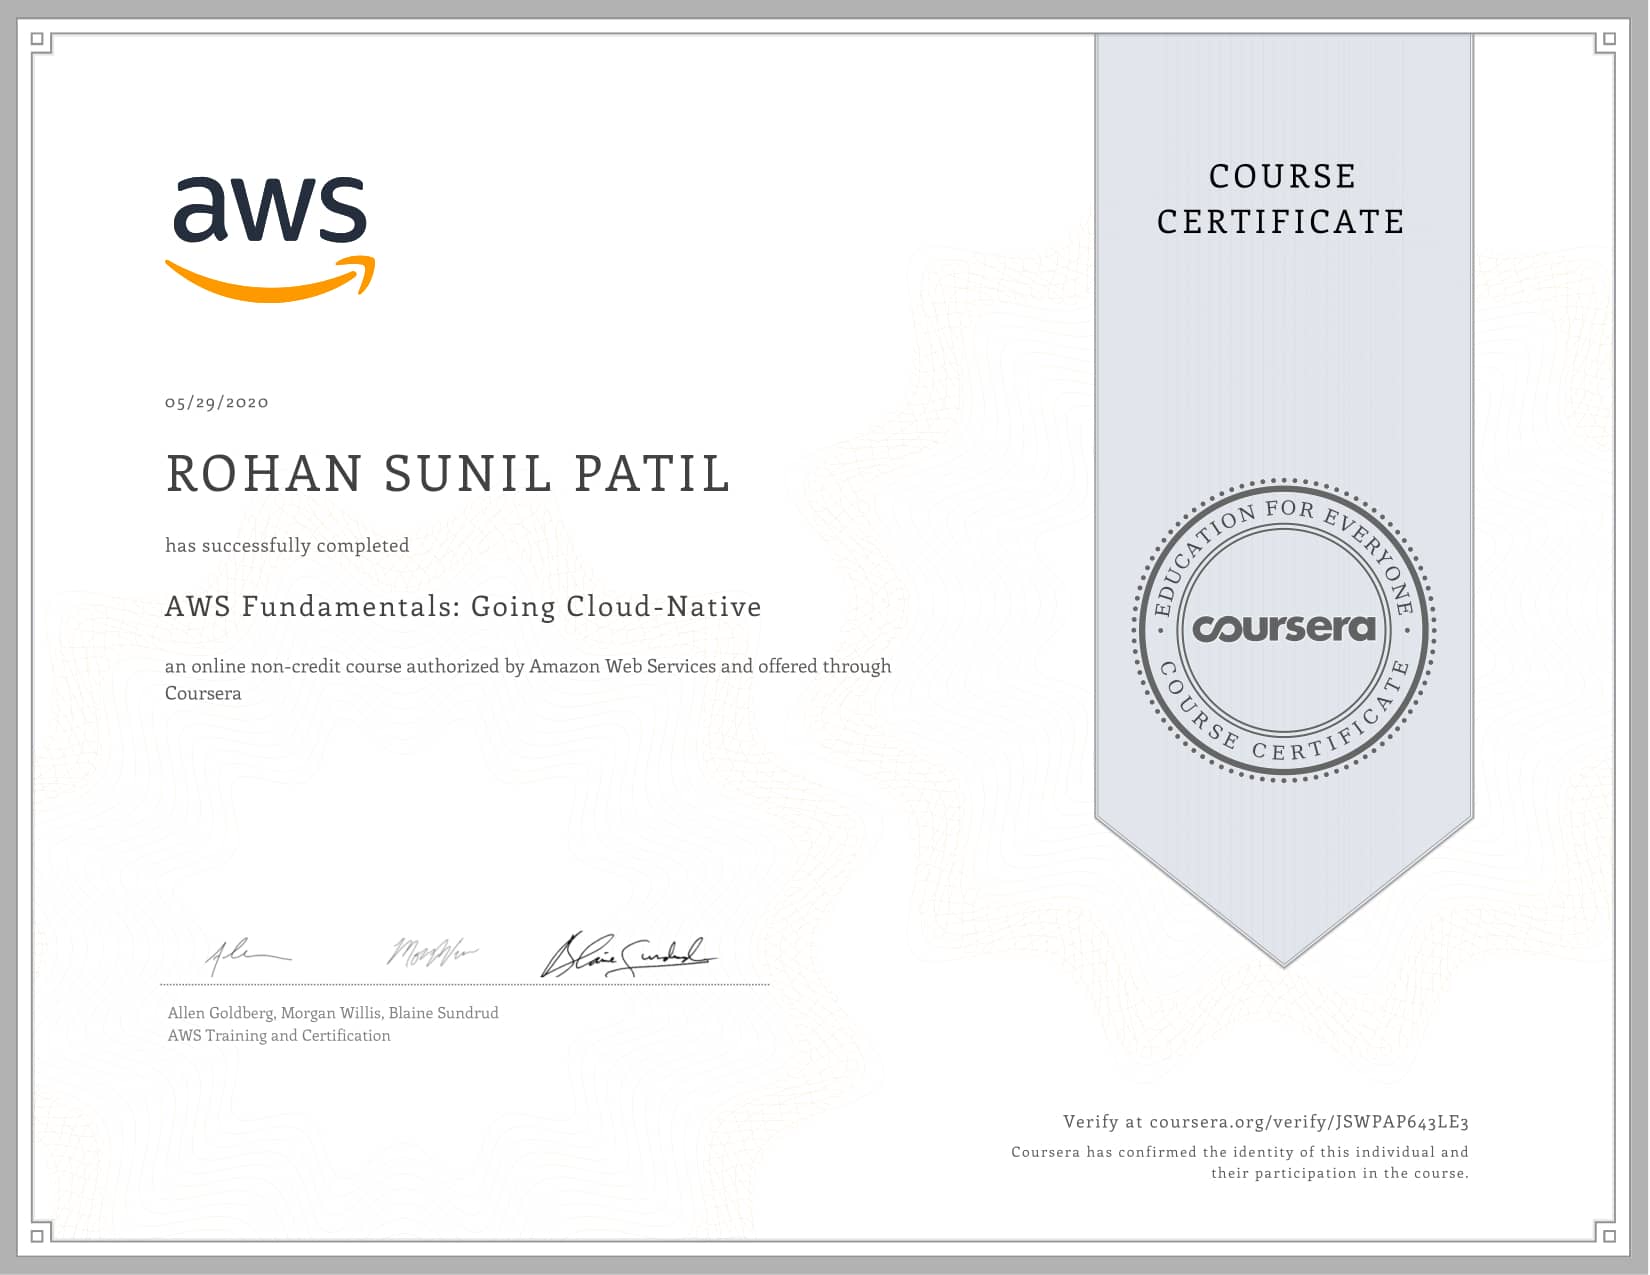 aws
COURSE
CERTIFICATE
05/29/2020
ROHAN SUNIL PATIL
has successfully completed
AWS Fundamentals: Going Cloud-Native
an online non-credit course authorized by Amazon Web Services and offered through
Coursera
EDUCATION FOR EVERYONE
coursera
COURSE CERTIFICATE
Blaine Sundrud
Allen Goldberg, Morgan Willis, Blaine Sundrud
AWS Training and Certification
Verify at coursera.org/verify/JSWPAP643LE3
Coursera has confirmed the identity of this individual and
their participation in the course.